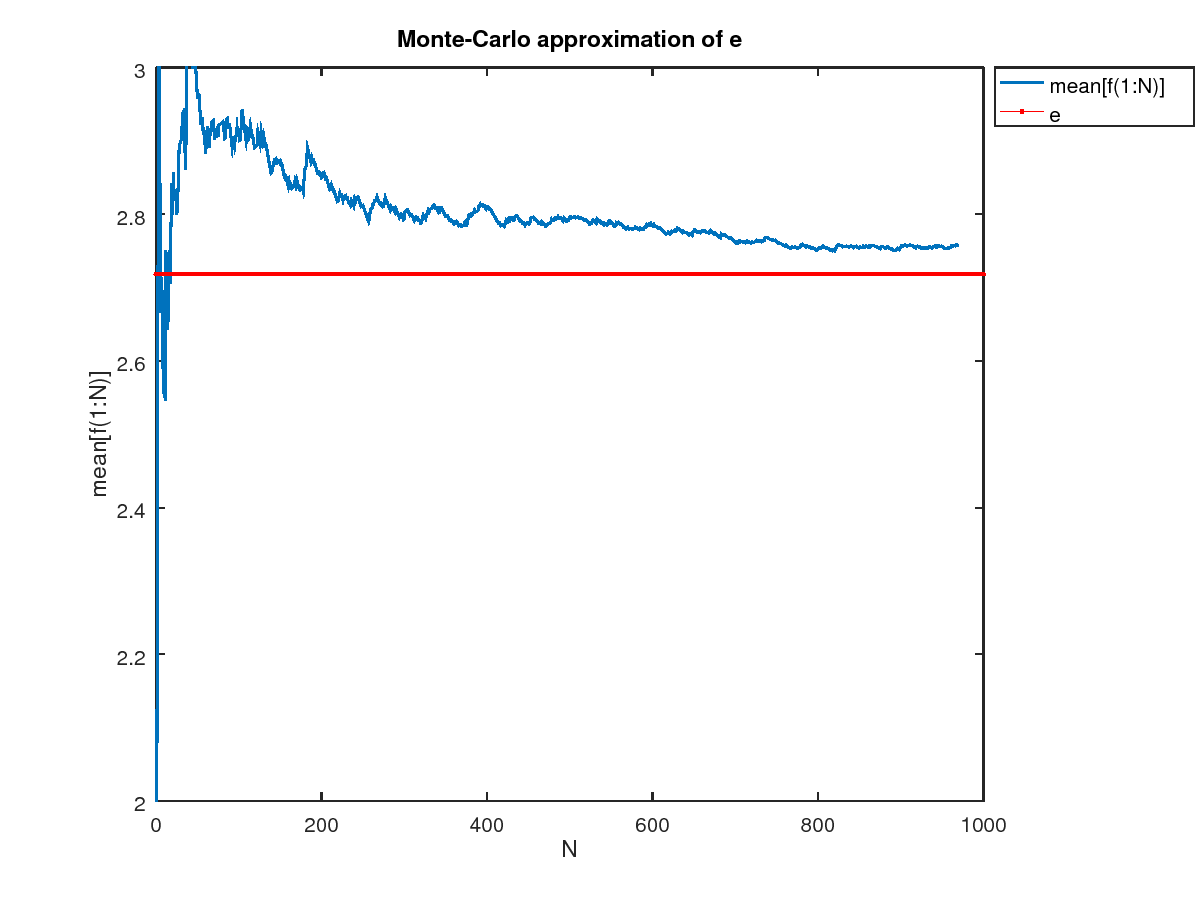 Monte-Carlo approximation of e
mean[f(1:N)]
e
3
2.8
2.6
2.4
2.2
2
mean[f(1:N)]
0 200 400 600 800 1000
N